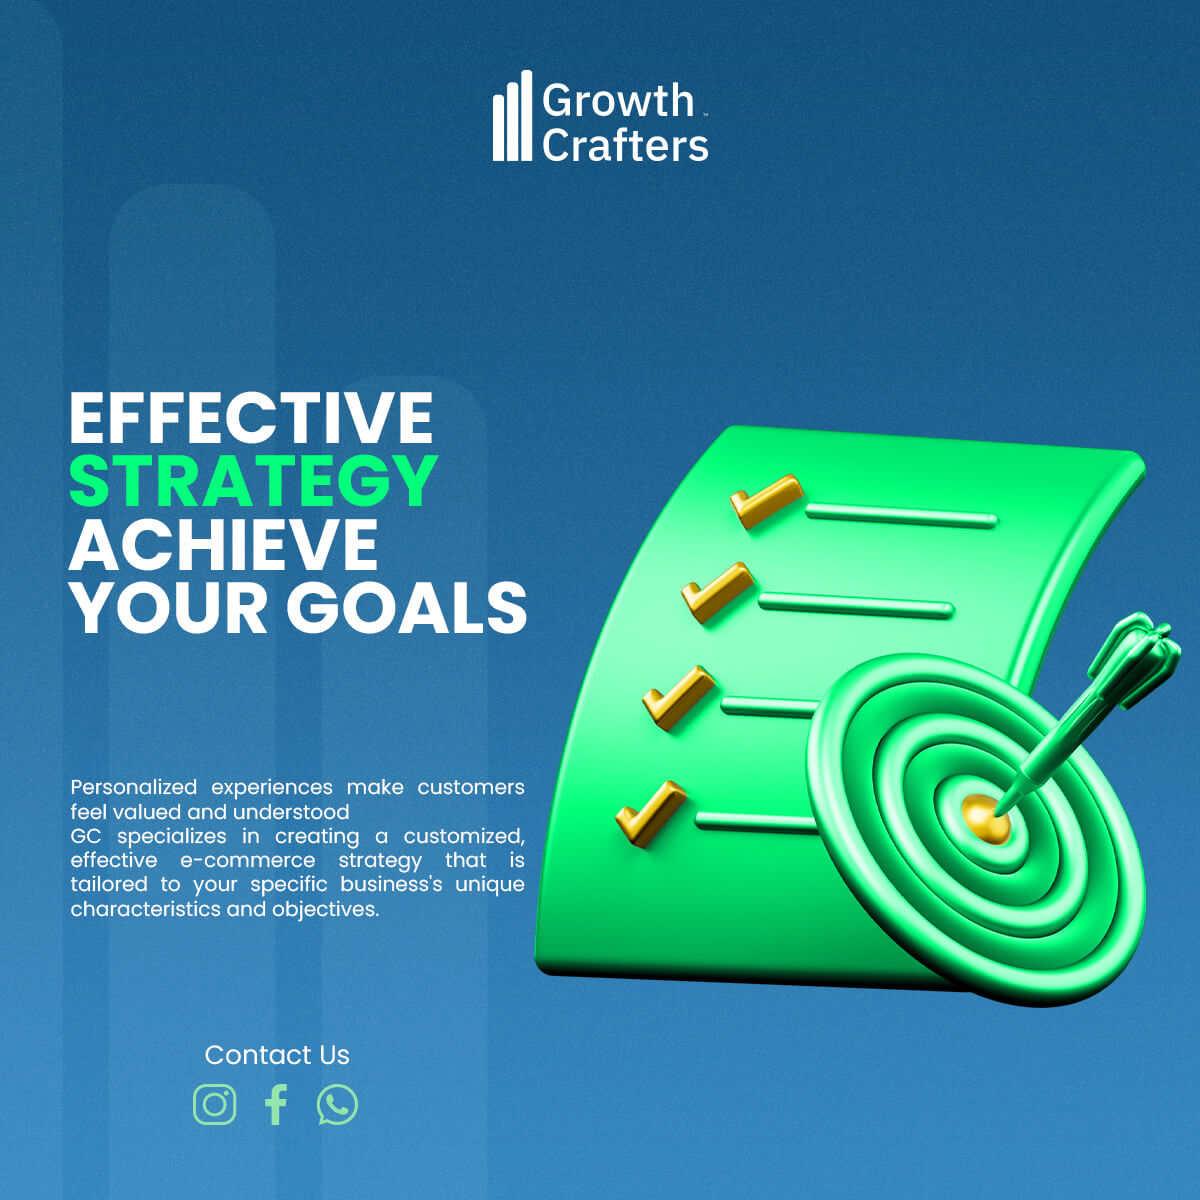 Growth
Crafters
™
EFFECTIVE
STRATEGY
ACHIEVE
YOUR GOALS
Personalized experiences make customers
feel valued and understood
GC specializes in creating a customized,
effective e-commerce strategy that is
tailored to your specific business's unique
characteristics and objectives.
Contact Us